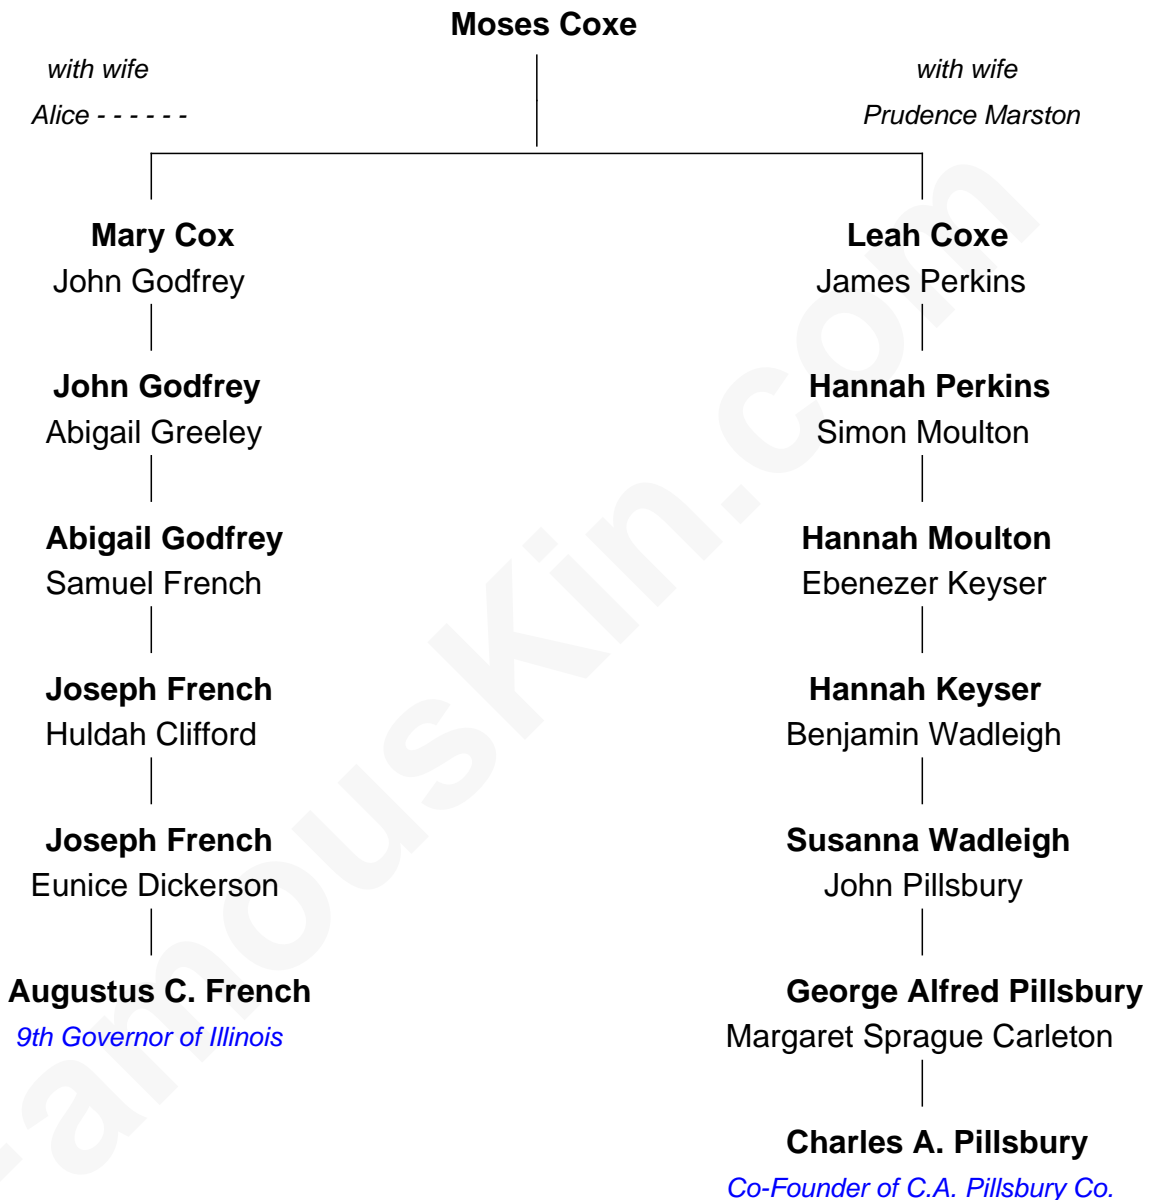 Moses Coxe
with wife
with wife
Alice - - - - - -
Prudence Marston
Mary Cox
Leah Coxe
John Godfrey
James Perkins
John Godfrey
Hannah Perkins
Abigail Greeley
Simon Moulton
Abigail Godfrey
Hannah Moulton
Samuel French
Ebenezer Keyser
Joseph French
Hannah Keyser
Huldah Clifford
Benjamin Wadleigh
Joseph French
Susanna Wadleigh
Eunice Dickerson
John Pillsbury
Augustus C. French
George Alfred Pillsbury
9th Governor of Illinois
Margaret Sprague Carleton
Charles A. Pillsbury
Co-Founder of C.A. Pillsbury Co.
FamousKin.com